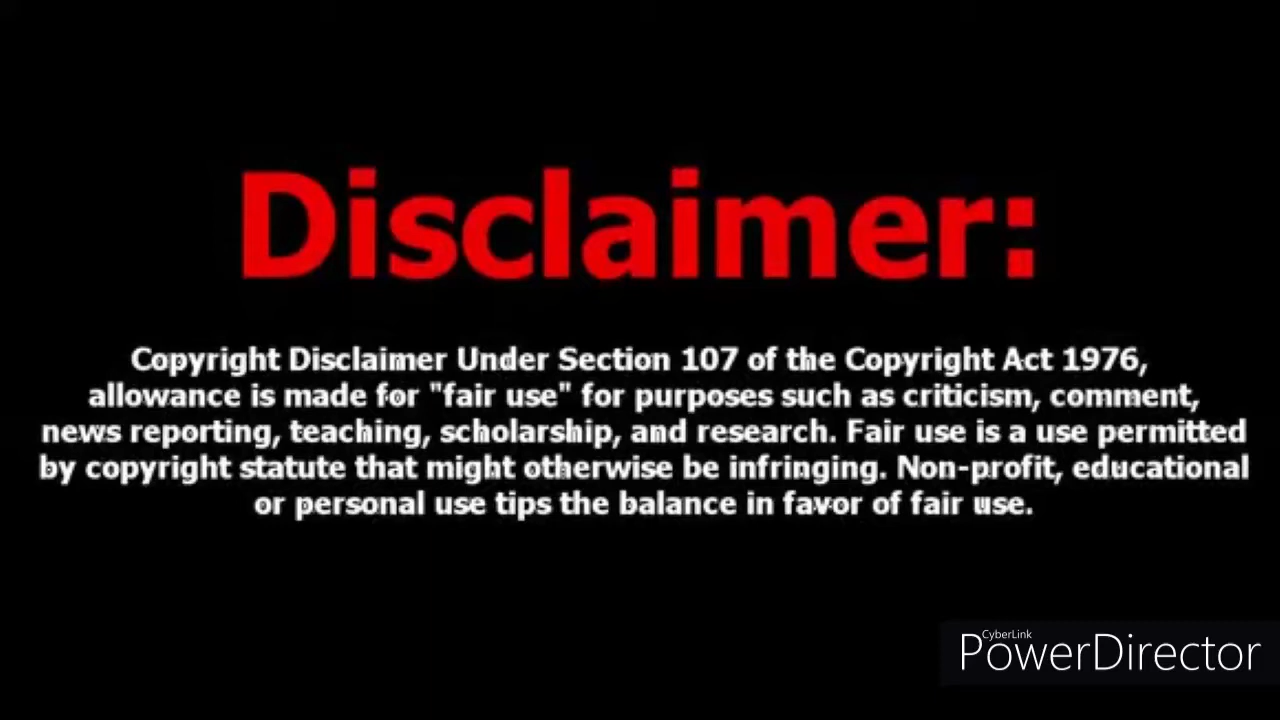 Disclaimer:
Copyright Disclaimer Under Section 107 of the Copyright Act 1976,
allowance is made for "fair use" for purposes such as criticism, comment,
news reporting, teaching, scholarship, and research. Fair use is a use permitted
by copyright statute that might otherwise be infringing. Non-profit, educational
or personal use tips the balance in favor of fair use.
CyberLink
PowerDirector